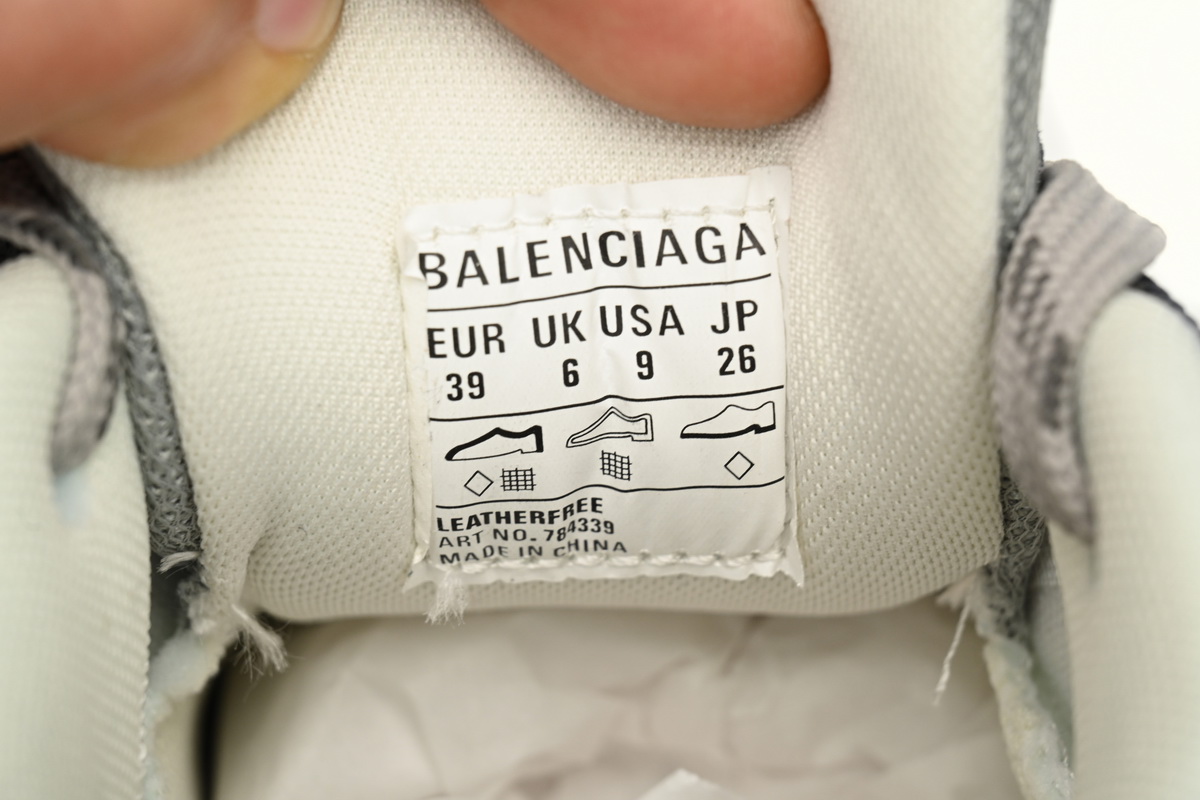 BALENCIAGA
EUR UK USA JP
39 6 9 26
LEATHERFREE
ART NO. 784339
MADE IN CHINA